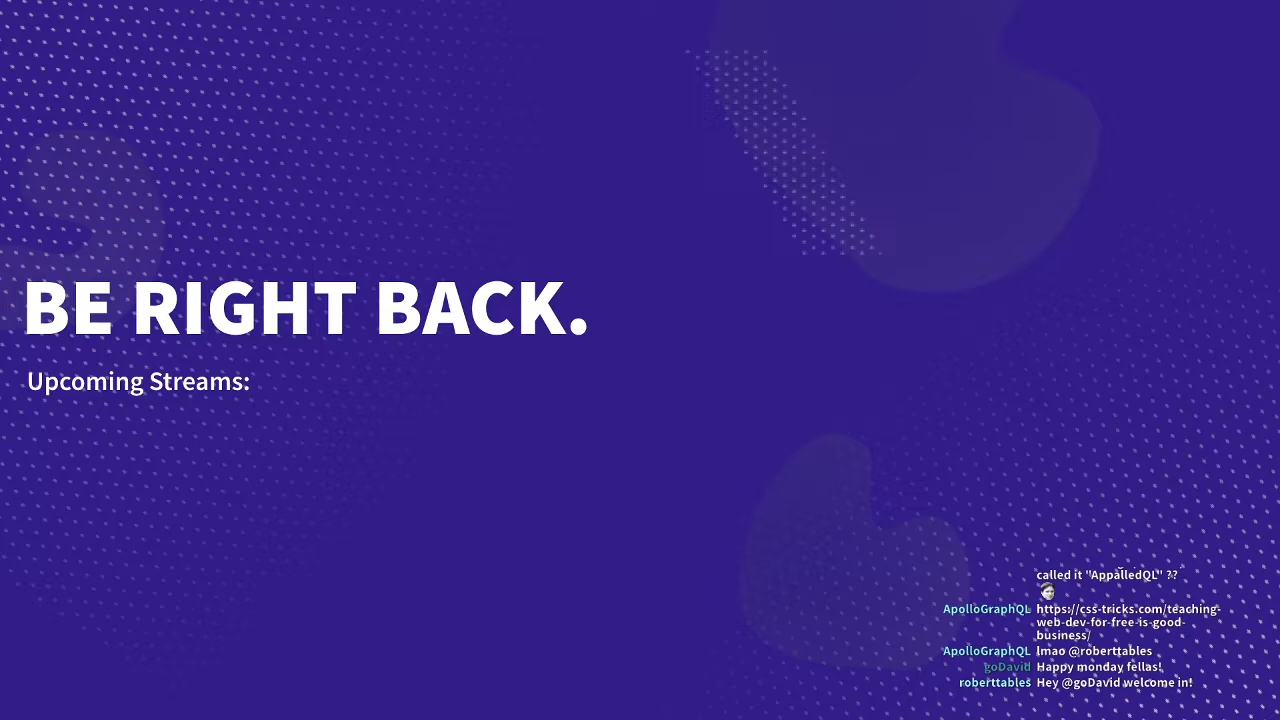 BE RIGHT BACK.
Upcoming Streams:
called it "AppalledQL" ??
ApolloGraphQL https://css-tricks.com/teaching-
web-dev-for-free-is-good-
business/
ApolloGraphQL lmao @roberttables
goDavid Happy monday fellas!
roberttables Hey @goDavid welcome in!